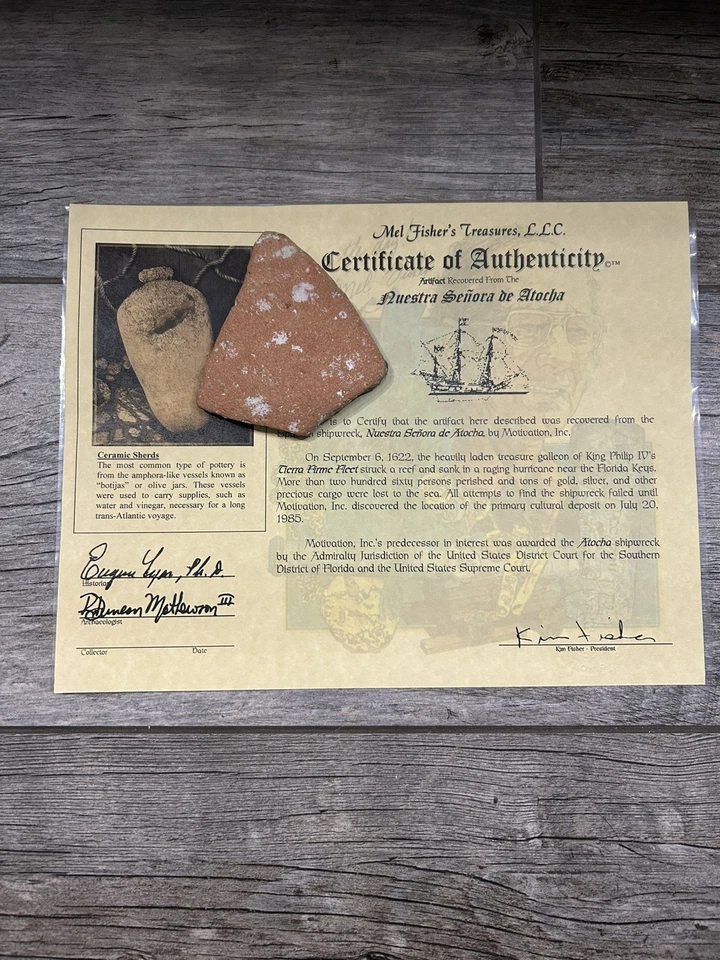 Mel Fisher's Treasures, L.L.C.
Certificate of Authenticity ©™
Artifact Recovered From The
Nuestra Señora de Atocha
is to Certify that the artifact here described was recovered from the
shipwreck, Nuestra Señora de Atocha, by Motivation, Inc.
On September 6, 1622, the heavily laden treasure galleon of King Philip IV's
Tierra Firme Fleet struck a reef and sank in a raging hurricane near the Florida Keys.
More than two hundred sixty persons perished and tons of gold, silver, and other
precious cargo were lost to the sea. All attempts to find the shipwreck failed until
Motivation, Inc. discovered the location of the primary cultural deposit on July 20,
1985.
Motivation, Inc.'s predecessor in interest was awarded the Atocha shipwreck
by the Admiralty Jurisdiction of the United States District Court for the Southern
District of Florida and the United States Supreme Court.
Ceramic Sherds
The most common type of pottery is
from the amphora-like vessels known as
"botijas" or olive jars. These vessels
were used to carry supplies, such as
water and vinegar, necessary for a long
trans-Atlantic voyage.
Eugene Lyon, Ph.D.
Historian
R. Duncan Mathewson III
Archaeologist
Collector Date
Kim Fisher
Kim Fisher - President